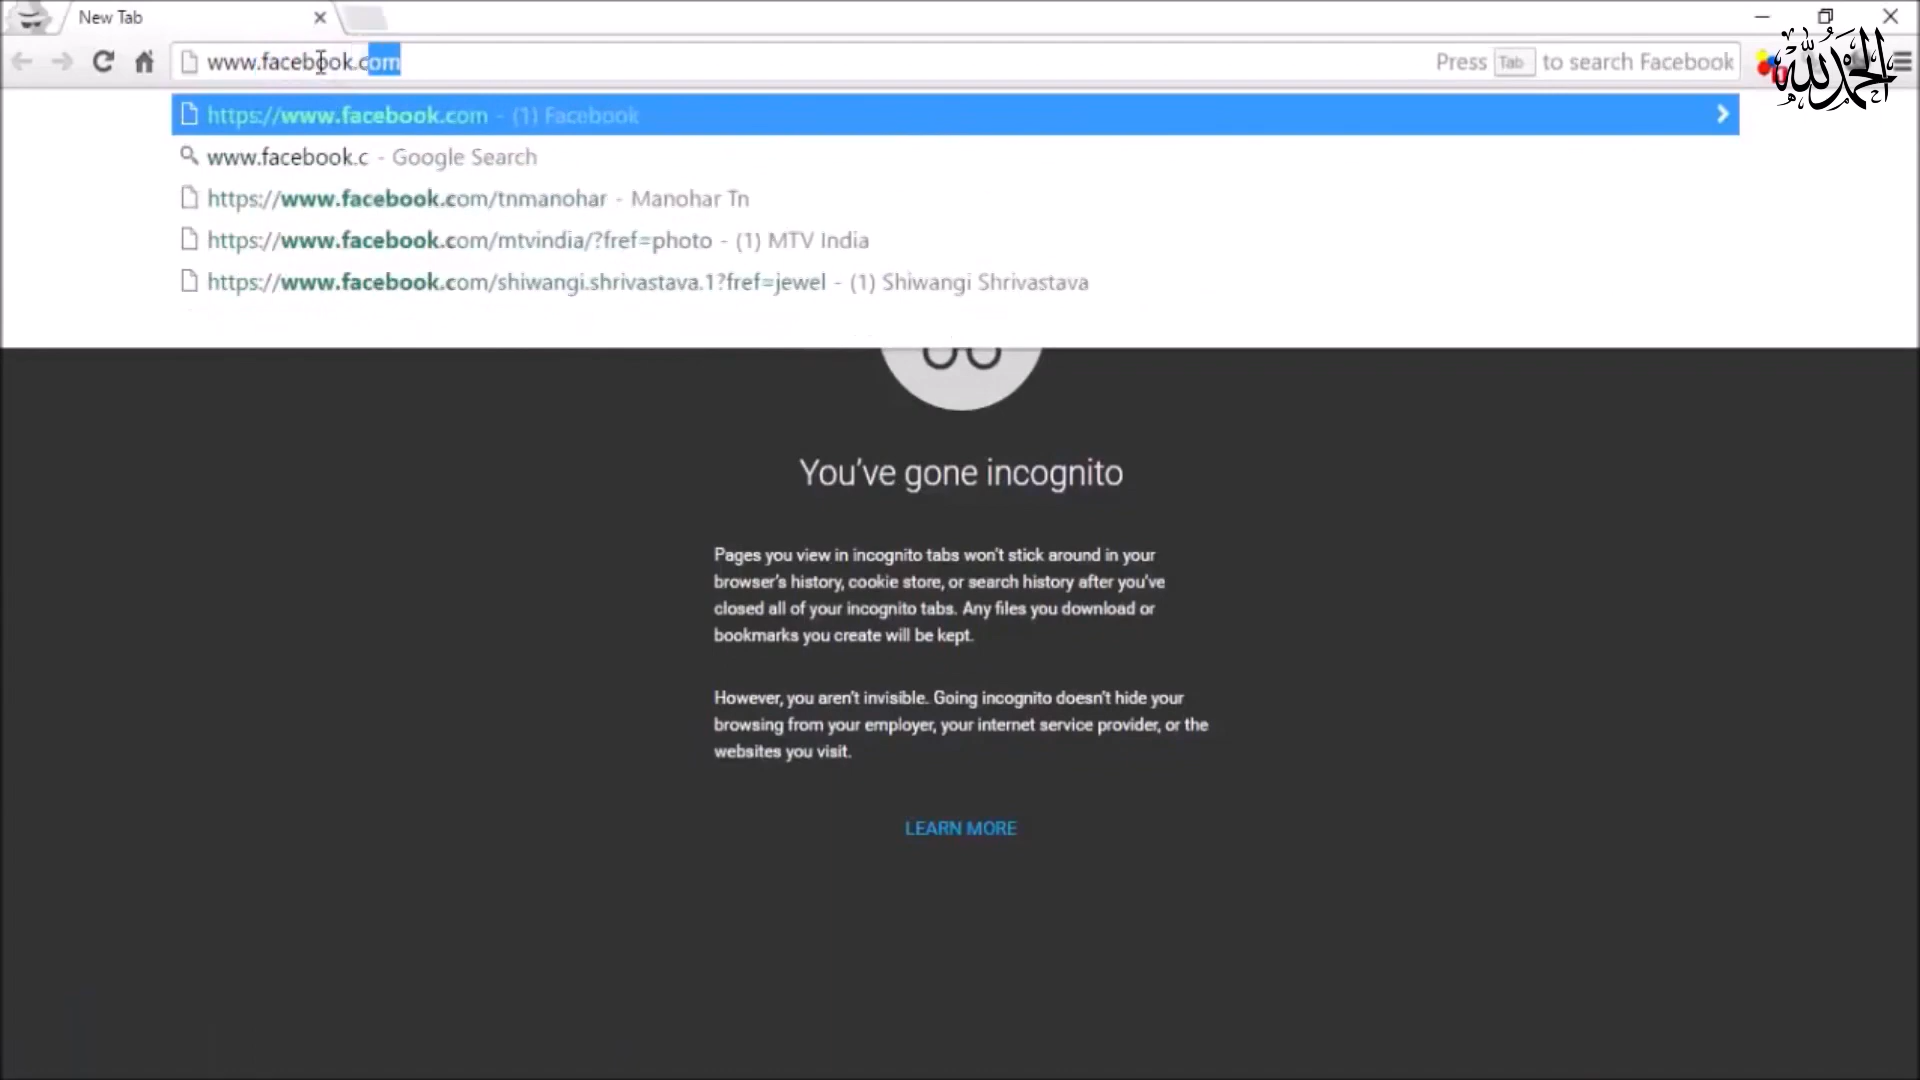 New Tab
www.facebook.com
Press Tab to search Facebook
الحمد لله
https://www.facebook.com - (1) Facebook
www.facebook.c - Google Search
https://www.facebook.com/tnmanohar - Manohar Tn
https://www.facebook.com/mtvindia/?fref=photo - (1) MTV India
https://www.facebook.com/shiwangi.shrivastava.1?fref=jewel - (1) Shiwangi Shrivastava
You've gone incognito
Pages you view in incognito tabs won't stick around in your
browser's history, cookie store, or search history after you've
closed all of your incognito tabs. Any files you download or
bookmarks you create will be kept.
However, you aren't invisible. Going incognito doesn't hide your
browsing from your employer, your internet service provider, or the
websites you visit.
LEARN MORE